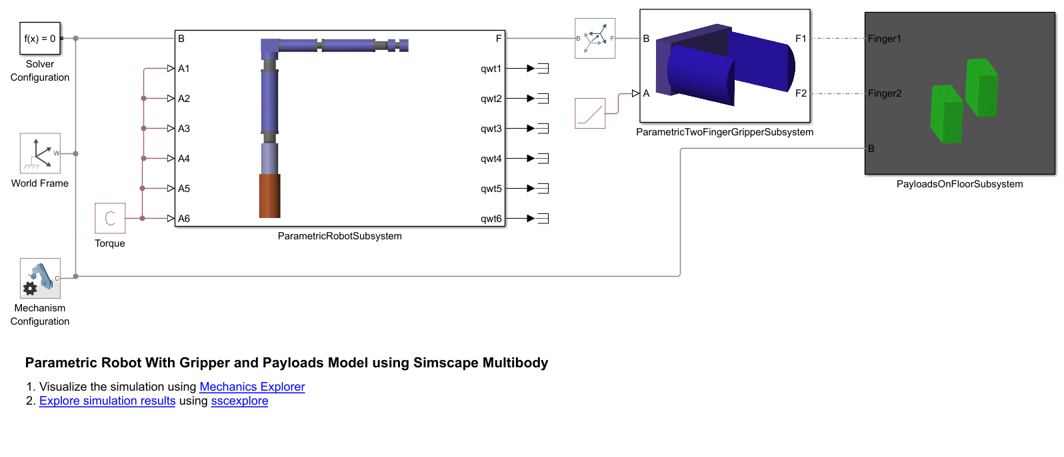 f(x) = 0
Solver
Configuration
W
World Frame
C
Torque
C
Mechanism
Configuration
B
A1
A2
A3
A4
A5
A6
F
qwt1
qwt2
qwt3
qwt4
qwt5
qwt6
ParametricRobotSubsystem
B
F
B
A
F1
F2
ParametricTwoFingerGripperSubsystem
Finger1
Finger2
B
PayloadsOnFloorSubsystem
Parametric Robot With Gripper and Payloads Model using Simscape Multibody
1. Visualize the simulation using Mechanics Explorer
2. Explore simulation results using sscexplore